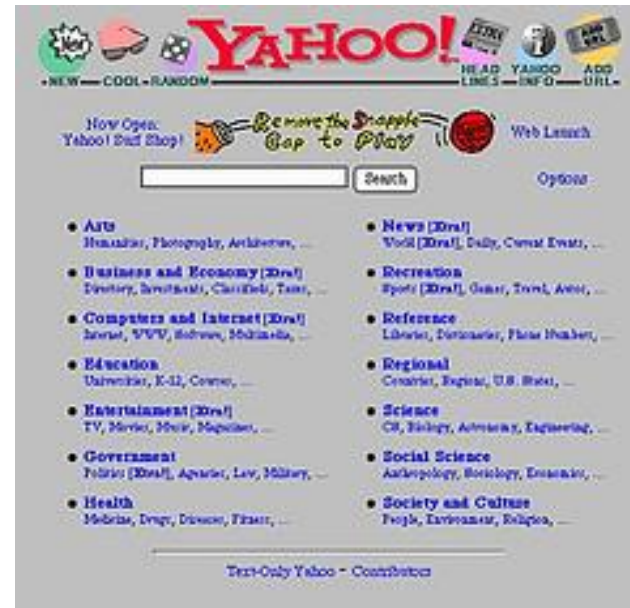 New EXTRA ADD URL
YAHOO!
NEW COOL RANDOM HEAD LINES YAHOO INFO ADD URL
Now Open: Yahoo! Surf Shop! Remove the Snapple Cap to Play Web Launch
Search Options
Arts
Humanities, Photography, Architecture, ...
Business and Economy [Xtra!]
Directory, Investments, Classifieds, Taxes, ...
Computers and Internet [Xtra!]
Internet, WWW, Software, Multimedia, ...
Education
Universities, K-12, Courses, ...
Entertainment [Xtra!]
TV, Movies, Music, Magazines, ...
Government
Politics [Xtra!], Agencies, Law, Military, ...
Health
Medicine, Drugs, Diseases, Fitness, ...
News [Xtra!]
World [Xtra!], Daily, Current Events, ...
Recreation
Sports [Xtra!], Games, Travel, Autos, ...
Reference
Libraries, Dictionaries, Phone Numbers, ...
Regional
Countries, Regions, U.S. States, ...
Science
CS, Biology, Astronomy, Engineering, ...
Social Science
Anthropology, Sociology, Economics, ...
Society and Culture
People, Environment, Religion, ...
Text-Only Yahoo - Contributors